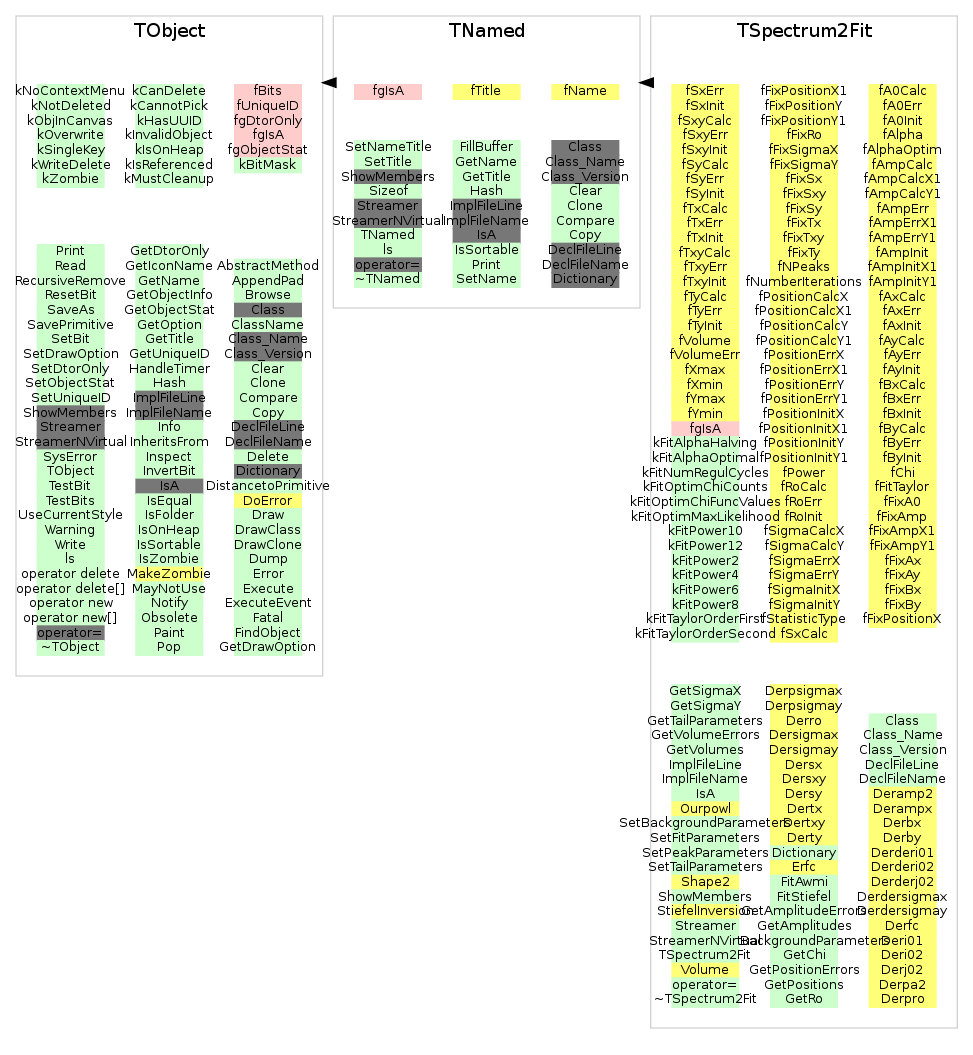 TObject
kNoContextMenu
kNotDeleted
kObjInCanvas
kOverwrite
kSingleKey
kWriteDelete
kZombie
kCanDelete
kCannotPick
kHasUUID
kInvalidObject
kIsOnHeap
kIsReferenced
kMustCleanup
fBits
fUniqueID
fgDtorOnly
fgIsA
fgObjectStat
kBitMask
Print
Read
RecursiveRemove
ResetBit
SaveAs
SavePrimitive
SetBit
SetDrawOption
SetDtorOnly
SetObjectStat
SetUniqueID
ShowMembers
Streamer
StreamerNVirtual
SysError
TObject
TestBit
TestBits
UseCurrentStyle
Warning
Write
ls
operator delete
operator delete[]
operator new
operator new[]
operator=
~TObject
GetDtorOnly
GetIconName
GetName
GetObjectInfo
GetObjectStat
GetOption
GetTitle
GetUniqueID
HandleTimer
Hash
ImplFileLine
ImplFileName
Info
InheritsFrom
Inspect
InvertBit
IsA
IsEqual
IsFolder
IsOnHeap
IsSortable
IsZombie
MakeZombie
MayNotUse
Notify
Obsolete
Paint
Pop
AbstractMethod
AppendPad
Browse
Class
ClassName
Class_Name
Class_Version
Clear
Clone
Compare
Copy
DeclFileLine
DeclFileName
Delete
Dictionary
DistancetoPrimitive
DoError
Draw
DrawClass
DrawClone
Dump
Error
Execute
ExecuteEvent
Fatal
FindObject
GetDrawOption
TNamed
fgIsA
fTitle
fName
SetNameTitle
SetTitle
ShowMembers
Sizeof
Streamer
StreamerNVirtual
TNamed
ls
operator=
~TNamed
FillBuffer
GetName
GetTitle
Hash
ImplFileLine
ImplFileName
IsA
IsSortable
Print
SetName
Class
Class_Name
Class_Version
Clear
Clone
Compare
Copy
DeclFileLine
DeclFileName
Dictionary
TSpectrum2Fit
fSxErr
fSxInit
fSxyCalc
fSxyErr
fSxyInit
fSyCalc
fSyErr
fSyInit
fTxCalc
fTxErr
fTxInit
fTxyCalc
fTxyErr
fTxyInit
fTyCalc
fTyErr
fTyInit
fVolume
fVolumeErr
fXmax
fXmin
fYmax
fYmin
fgIsA
kFitAlphaHalving
kFitAlphaOptimal
kFitNumRegulCycles
kFitOptimChiCounts
kFitOptimChiFuncValues
kFitOptimMaxLikelihood
kFitPower10
kFitPower12
kFitPower2
kFitPower4
kFitPower6
kFitPower8
kFitTaylorOrderFirst
kFitTaylorOrderSecond
fFixPositionX1
fFixPositionY
fFixPositionY1
fFixRo
fFixSigmaX
fFixSigmaY
fFixSx
fFixSxy
fFixSy
fFixTx
fFixTxy
fFixTy
fNPeaks
fNumberIterations
fPositionCalcX
fPositionCalcX1
fPositionCalcY
fPositionCalcY1
fPositionErrX
fPositionErrX1
fPositionErrY
fPositionErrY1
fPositionInitX
fPositionInitX1
fPositionInitY
fPositionInitY1
fPower
fRoCalc
fRoErr
fRoInit
fSigmaCalcX
fSigmaCalcY
fSigmaErrX
fSigmaErrY
fSigmaInitX
fSigmaInitY
fStatisticType
fSxCalc
fA0Calc
fA0Err
fA0Init
fAlpha
fAlphaOptim
fAmpCalc
fAmpCalcX1
fAmpCalcY1
fAmpErr
fAmpErrX1
fAmpErrY1
fAmpInit
fAmpInitX1
fAmpInitY1
fAxCalc
fAxErr
fAxInit
fAyCalc
fAyErr
fAyInit
fBxCalc
fBxErr
fBxInit
fByCalc
fByErr
fByInit
fChi
fFitTaylor
fFixA0
fFixAmp
fFixAmpX1
fFixAmpY1
fFixAx
fFixAy
fFixBx
fFixBy
fFixPositionX
GetSigmaX
GetSigmaY
GetTailParameters
GetVolumeErrors
GetVolumes
ImplFileLine
ImplFileName
IsA
Ourpowl
SetBackgroundParameters
SetFitParameters
SetPeakParameters
SetTailParameters
Shape2
ShowMembers
StiefelInversion
Streamer
StreamerNVirtual
TSpectrum2Fit
Volume
operator=
~TSpectrum2Fit
Derpsigmax
Derpsigmay
Derro
Dersigmax
Dersigmay
Dersx
Dersxy
Dersy
Dertx
Dertxy
Derty
Dictionary
Erfc
FitAwmi
FitStiefel
GetAmplitudeErrors
GetAmplitudes
GetBackgroundParameters
GetChi
GetPositionErrors
GetPositions
GetRo
Class
Class_Name
Class_Version
DeclFileLine
DeclFileName
Deramp2
Derampx
Derbx
Derby
Derderi01
Derderi02
Derderj02
Derdersigmax
Derdersigmay
Derfc
Deri01
Deri02
Derj02
Derpa2
Derpro